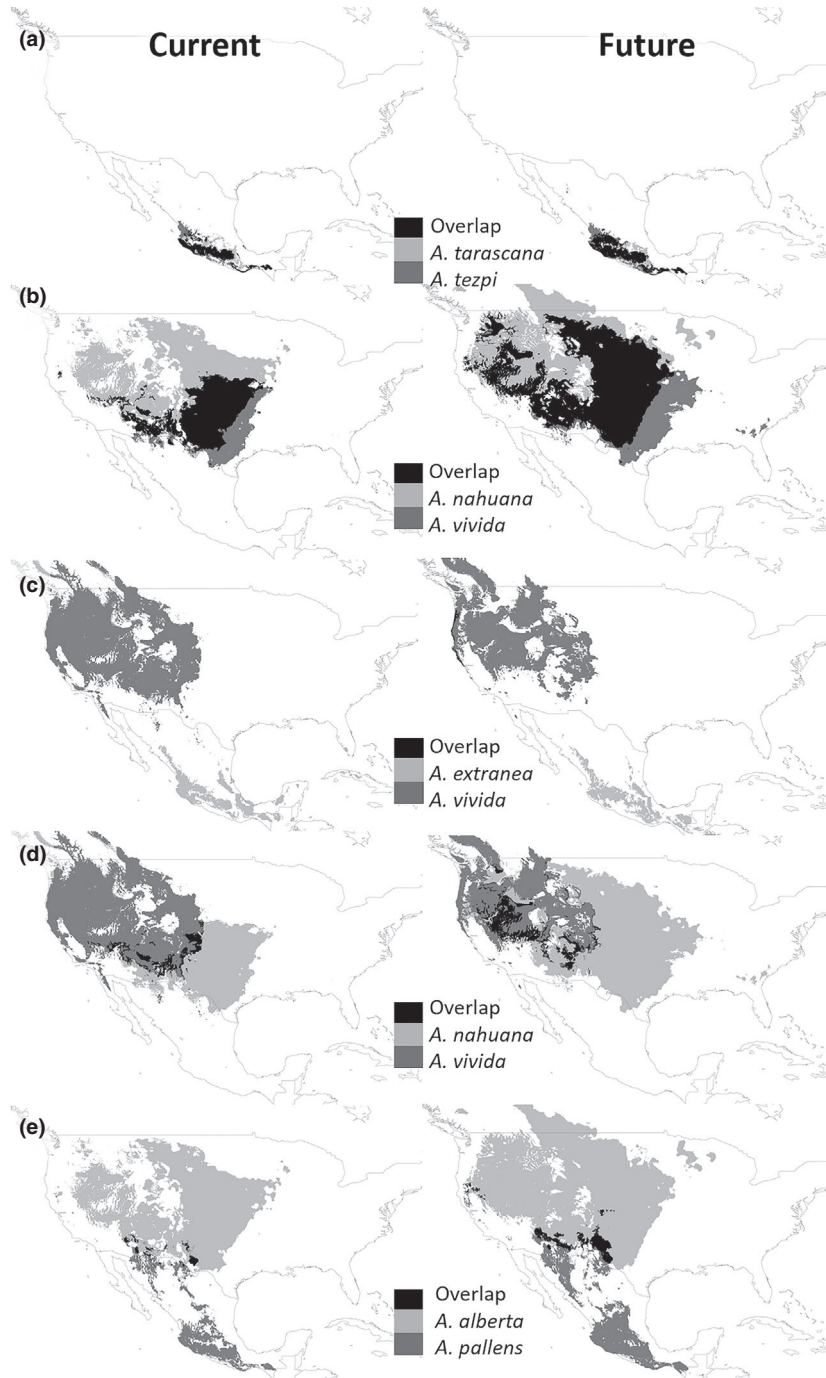 (a)
Current
Future
Overlap
A. tarascana
A. tezpi
(b)
Overlap
A. nahuana
A. vivida
(c)
Overlap
A. extranea
A. vivida
(d)
Overlap
A. nahuana
A. vivida
(e)
Overlap
A. alberta
A. pallens